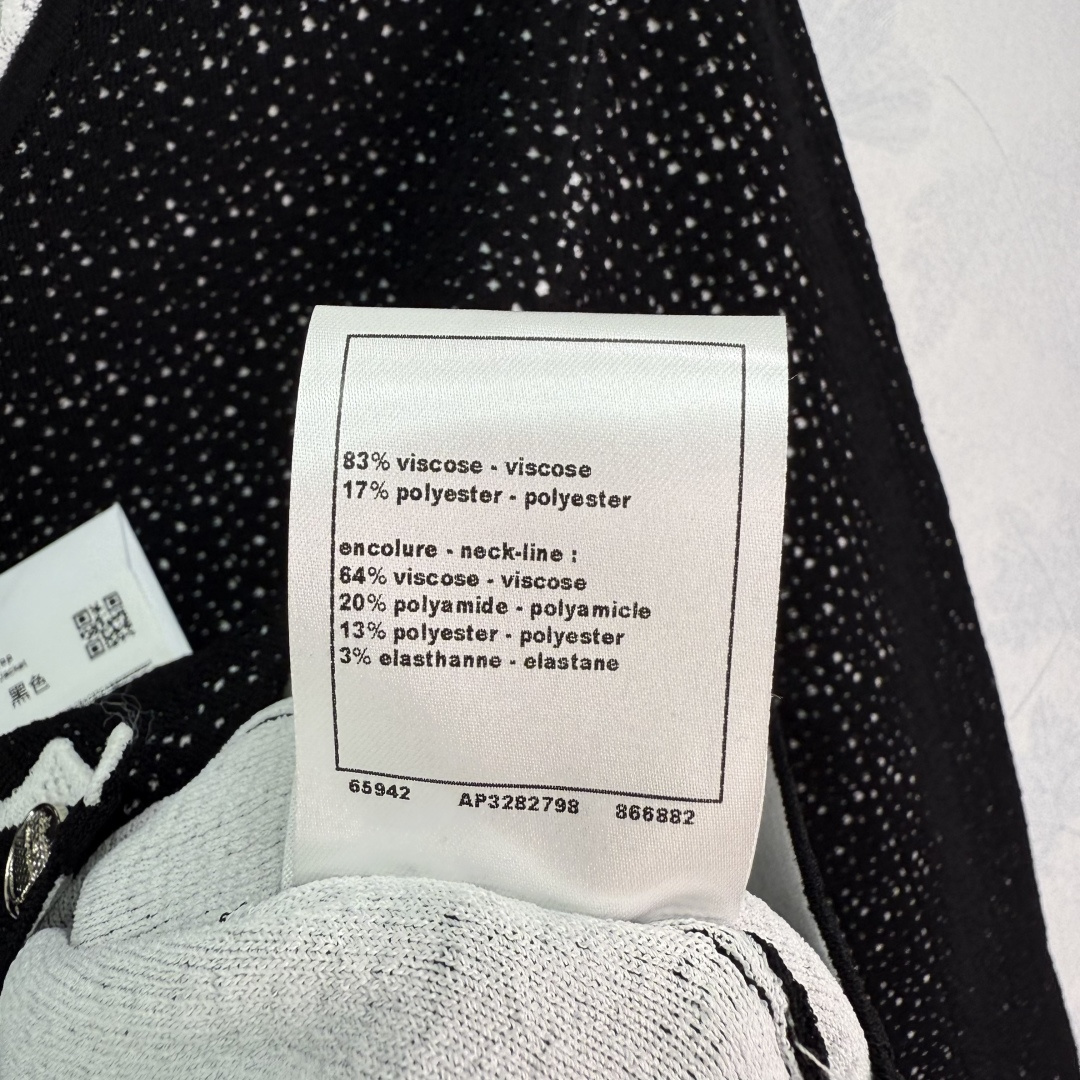 83% viscose - viscose
17% polyester - polyester
encolure - neck-line :
64% viscose - viscose
20% polyamide - polyamicle
13% polyester - polyester
3% elasthanne - elastane
65942 AP3282798 866882
黑色